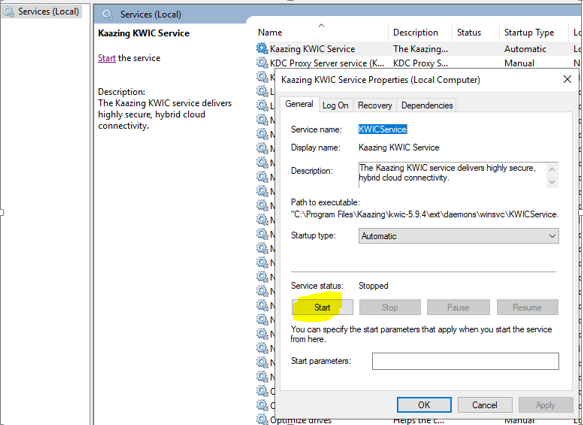 Services (Local)
Services (Local)
Kaazing KWIC Service
Start the service
Description:
The Kaazing KWIC service delivers
highly secure, hybrid cloud
connectivity.
Name Description Status Startup Type
Kaazing KWIC Service The Kaazing... Automatic
KDC Proxy Server service (K... KDC Proxy S... Manual
Kaazing KWIC Service Properties (Local Computer)
General Log On Recovery Dependencies
Service name: KWICService
Display name: Kaazing KWIC Service
Description: The Kaazing KWIC service delivers highly secure,
hybrid cloud connectivity.
Path to executable:
"C:\Program Files\Kaazing\kwic-5.9.4\ext\daemons\winsvc\KWICService.
Startup type: Automatic
Service status: Stopped
Start Stop Pause Resume
You can specify the start parameters that apply when you start the service
from here.
Start parameters:
OK Cancel Apply
Optimize drives Helps the c... Manual